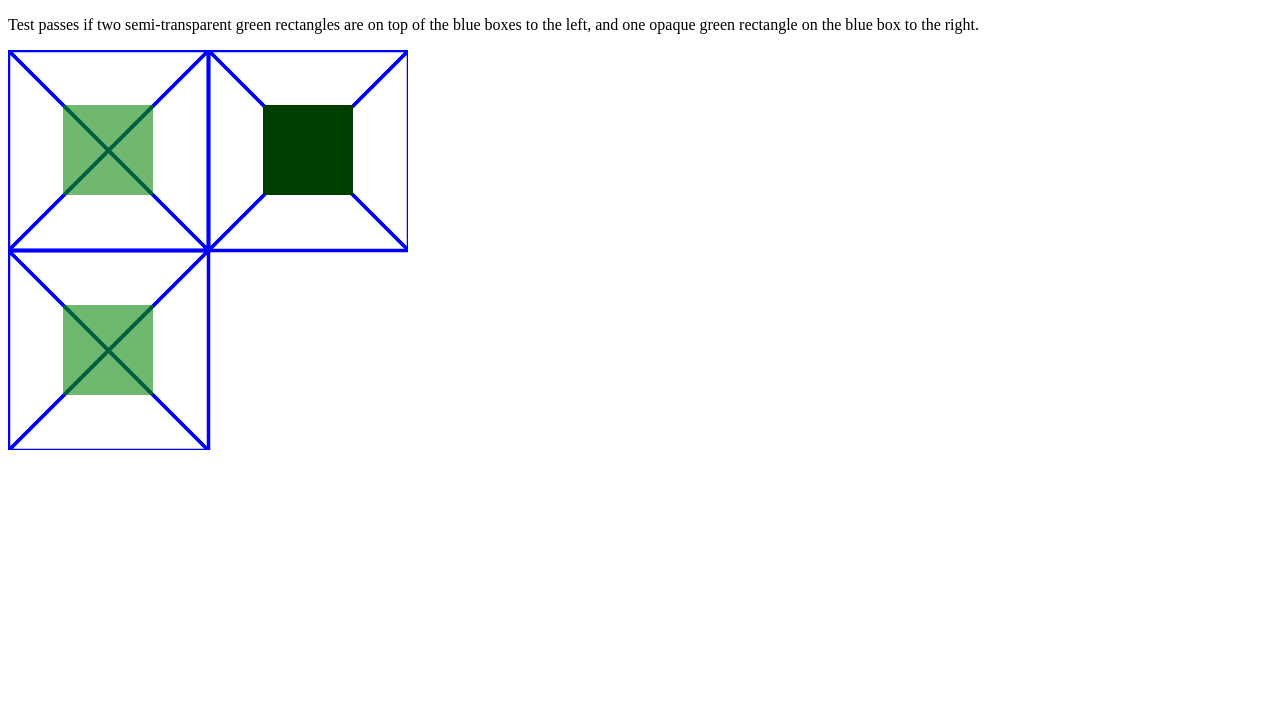 Test passes if two semi-transparent green rectangles are on top of the blue boxes to the left, and one opaque green rectangle on the blue box to the right.